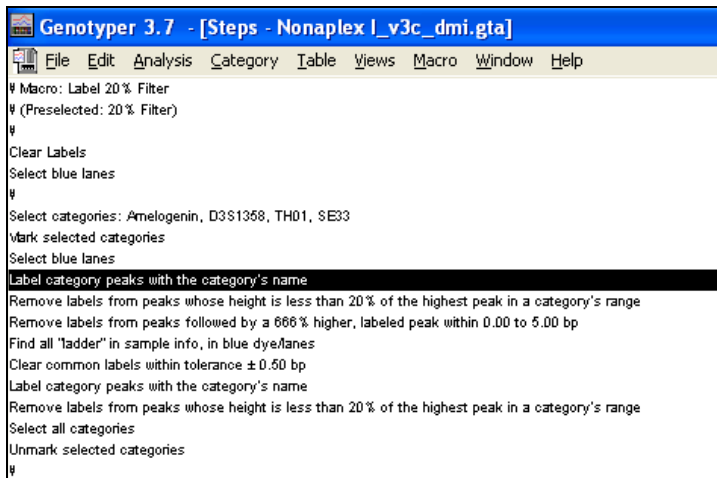 Genotyper 3.7 - [Steps - Nonaplex I_v3c_dmi.gta]
File Edit Analysis Category Table Views Macro Window Help
# Macro: Label 20% Filter
# (Preselected: 20% Filter)
#
Clear Labels
Select blue lanes
#
Select categories: Amelogenin, D3S1358, TH01, SE33
Mark selected categories
Select blue lanes
Label category peaks with the category's name
Remove labels from peaks whose height is less than 20% of the highest peak in a category's range
Remove labels from peaks followed by a 666% higher, labeled peak within 0.00 to 5.00 bp
Find all "ladder" in sample info, in blue dye/lanes
Clear common labels within tolerance ± 0.50 bp
Label category peaks with the category's name
Remove labels from peaks whose height is less than 20% of the highest peak in a category's range
Select all categories
Unmark selected categories
#